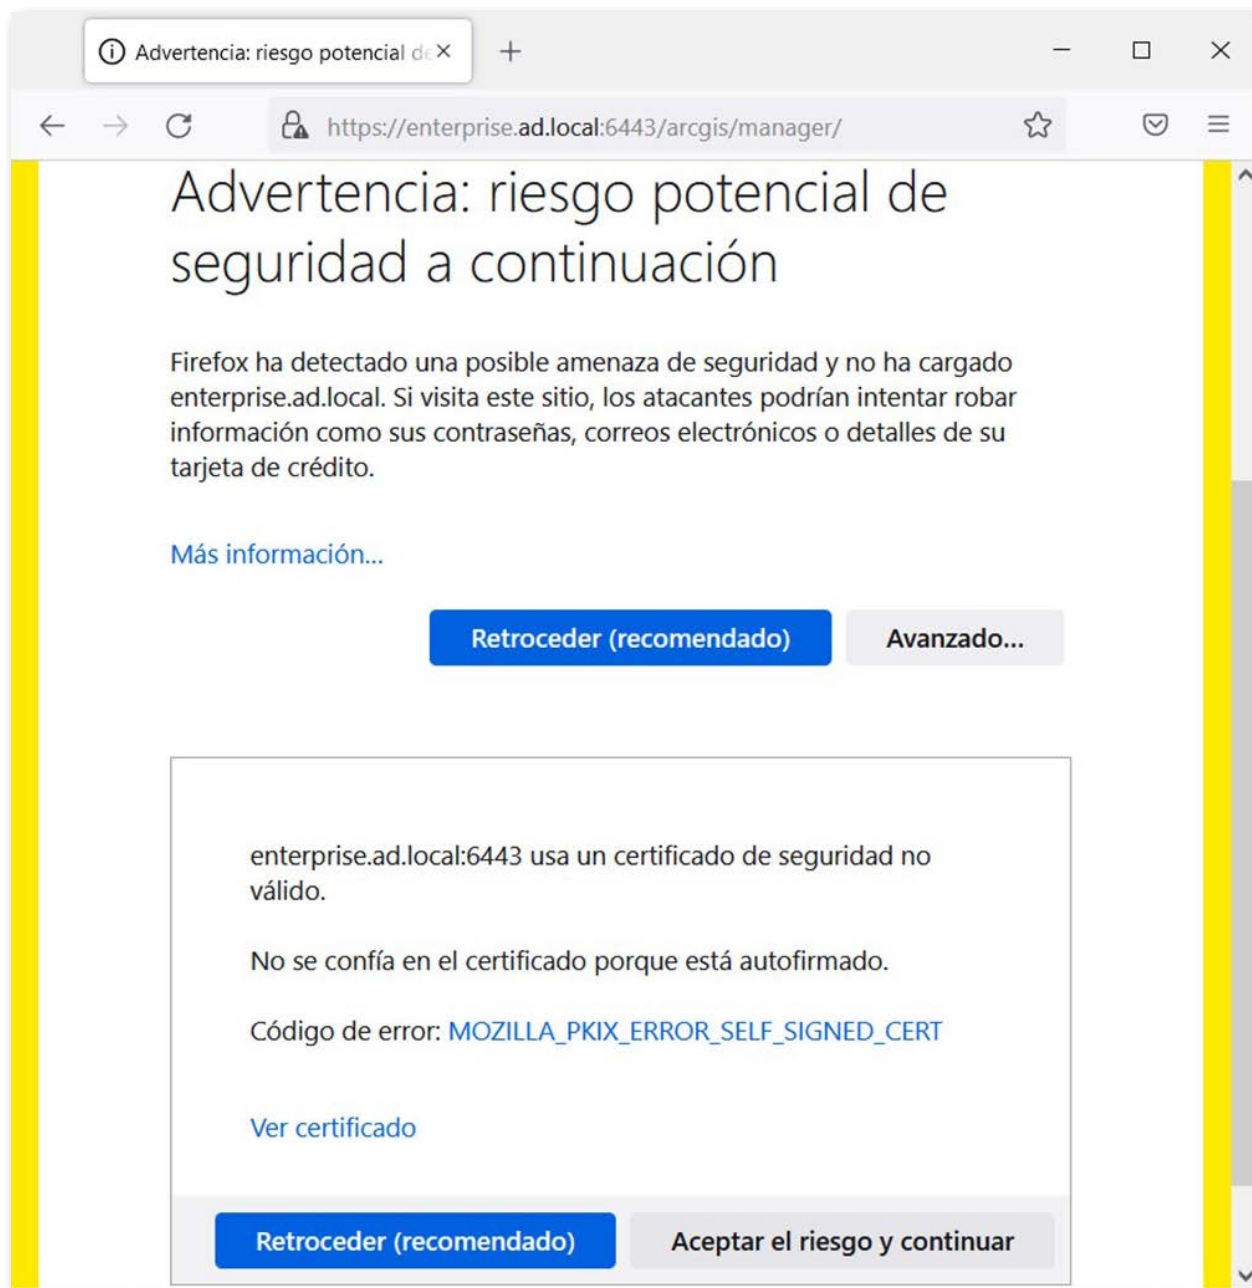 Advertencia: riesgo potencial de
https://enterprise.ad.local:6443/arcgis/manager/
Advertencia: riesgo potencial de
seguridad a continuación
Firefox ha detectado una posible amenaza de seguridad y no ha cargado
enterprise.ad.local. Si visita este sitio, los atacantes podrían intentar robar
información como sus contraseñas, correos electrónicos o detalles de su
tarjeta de crédito.
Más información...
Retroceder (recomendado) Avanzado...
enterprise.ad.local:6443 usa un certificado de seguridad no
válido.
No se confía en el certificado porque está autofirmado.
Código de error: MOZILLA_PKIX_ERROR_SELF_SIGNED_CERT
Ver certificado
Retroceder (recomendado) Aceptar el riesgo y continuar